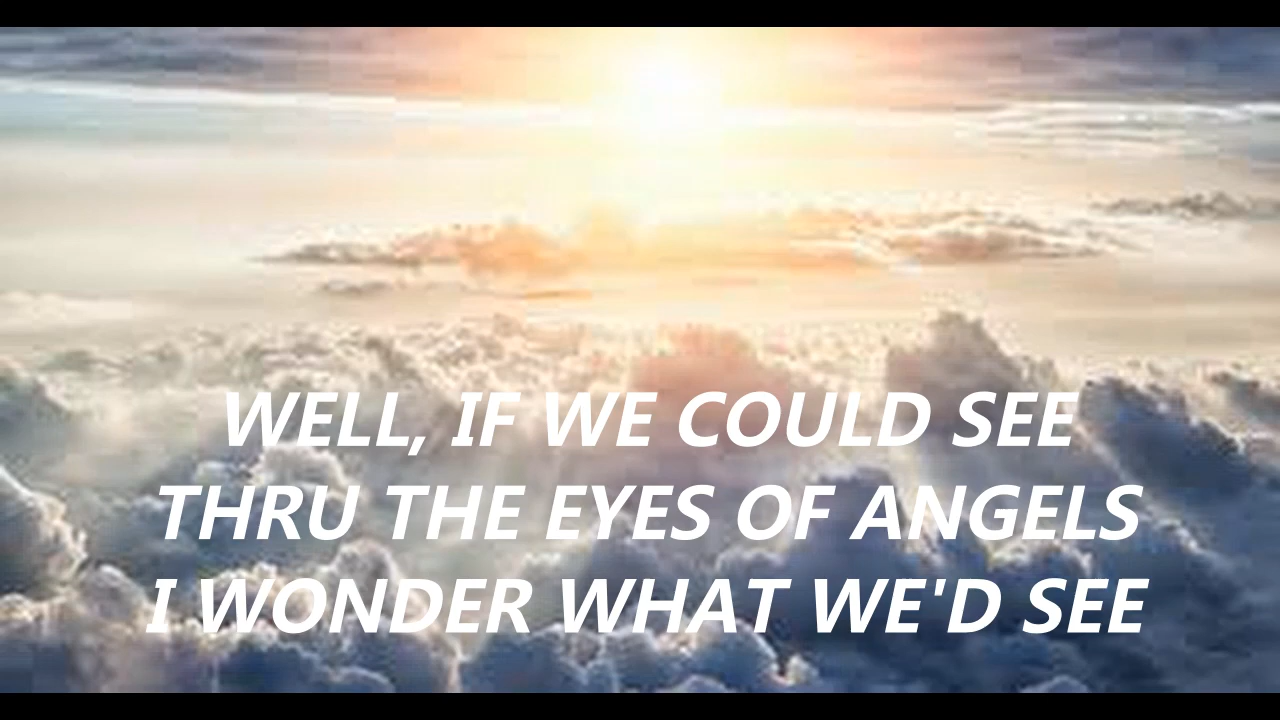 WELL, IF WE COULD SEE
THRU THE EYES OF ANGELS
I WONDER WHAT WE'D SEE